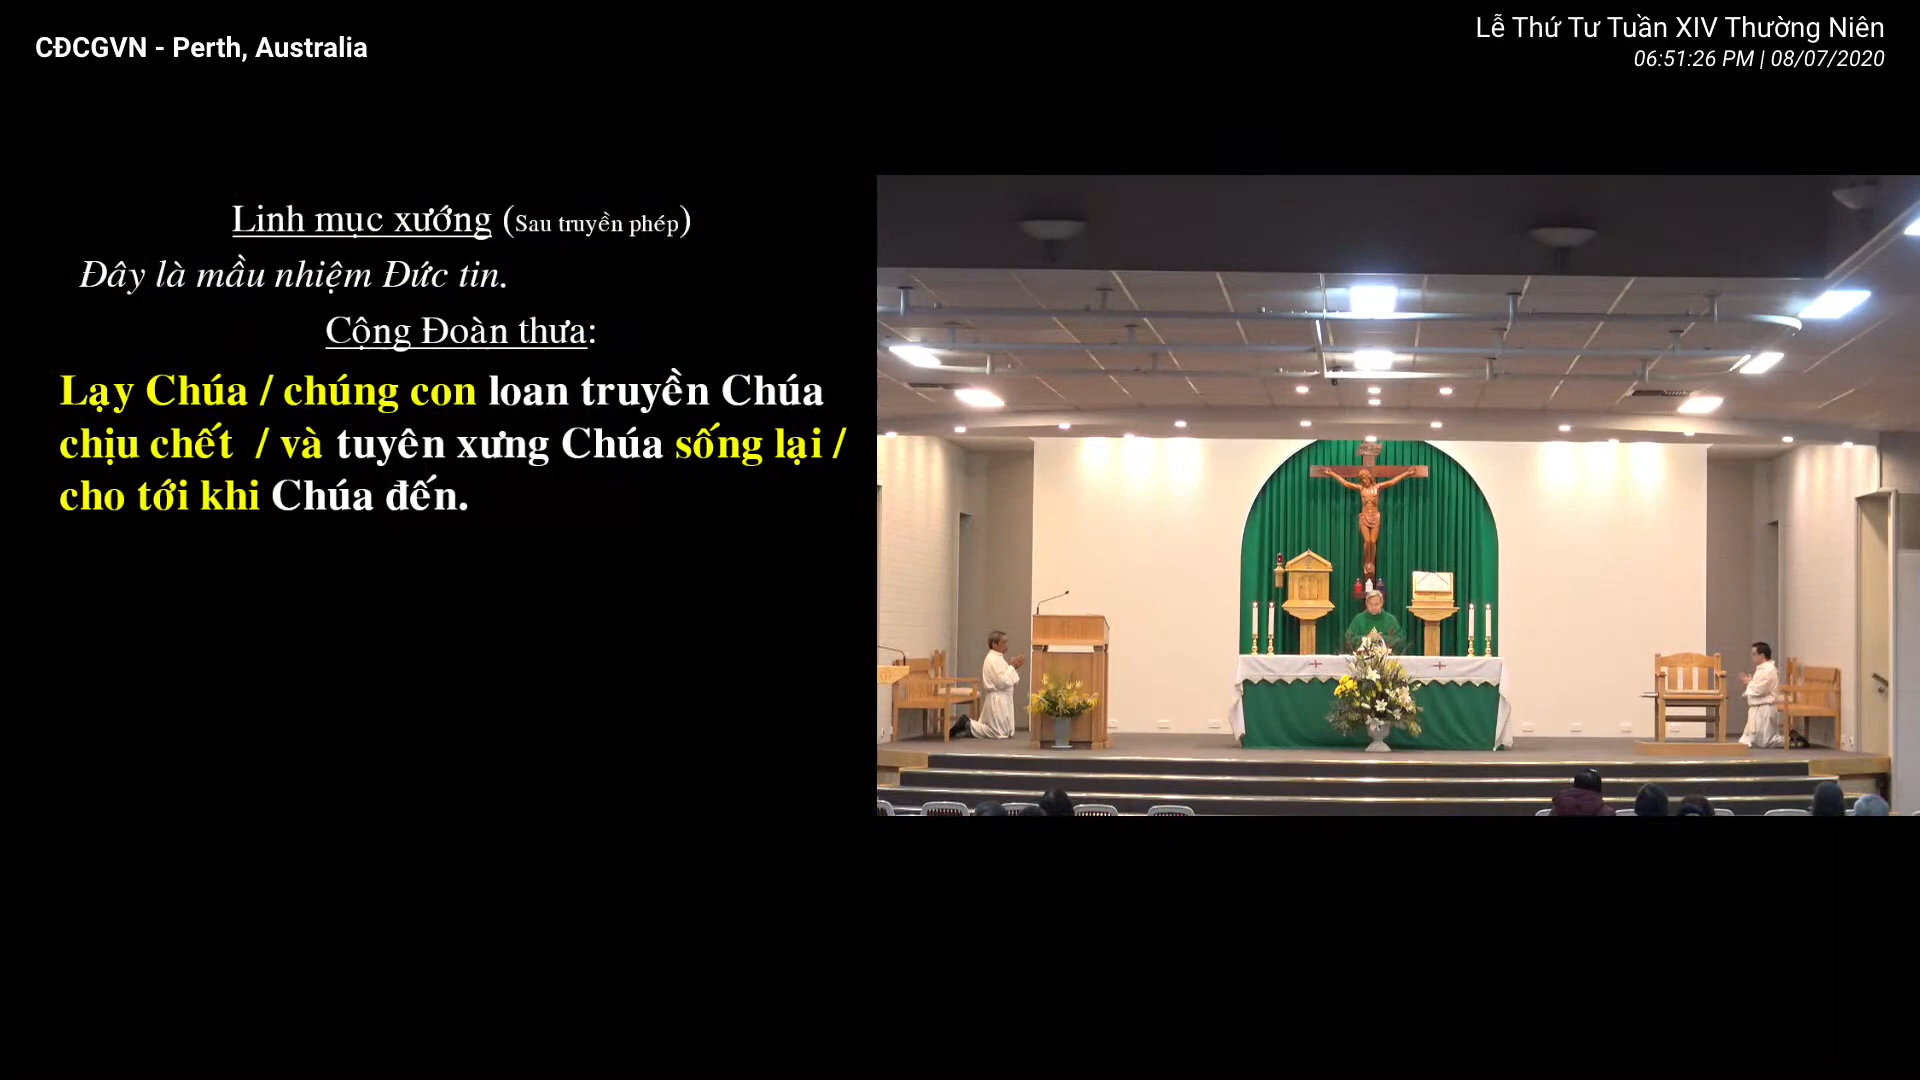 CĐCGVN - Perth, Australia
Lễ Thứ Tư Tuần XIV Thường Niên
06:51:26 PM | 08/07/2020
Linh mục xướng (Sau truyền phép)
Đây là mầu nhiệm Đức tin.
Cộng Đoàn thưa:
Lạy Chúa / chúng con loan truyền Chúa
chịu chết / và tuyên xưng Chúa sống lại /
cho tới khi Chúa đến.